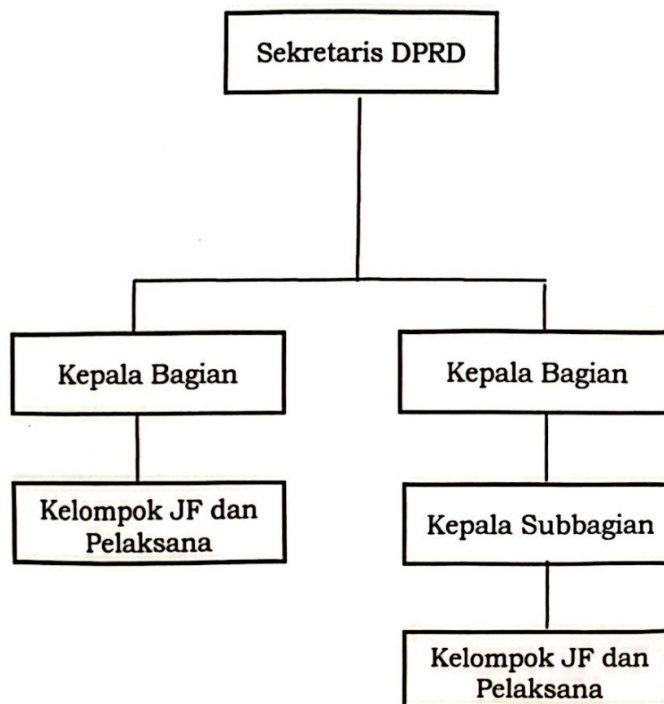 Sekretaris DPRD
Kepala Bagian
Kepala Bagian
Kelompok JF dan
Pelaksana
Kepala Subbagian
Kelompok JF dan
Pelaksana